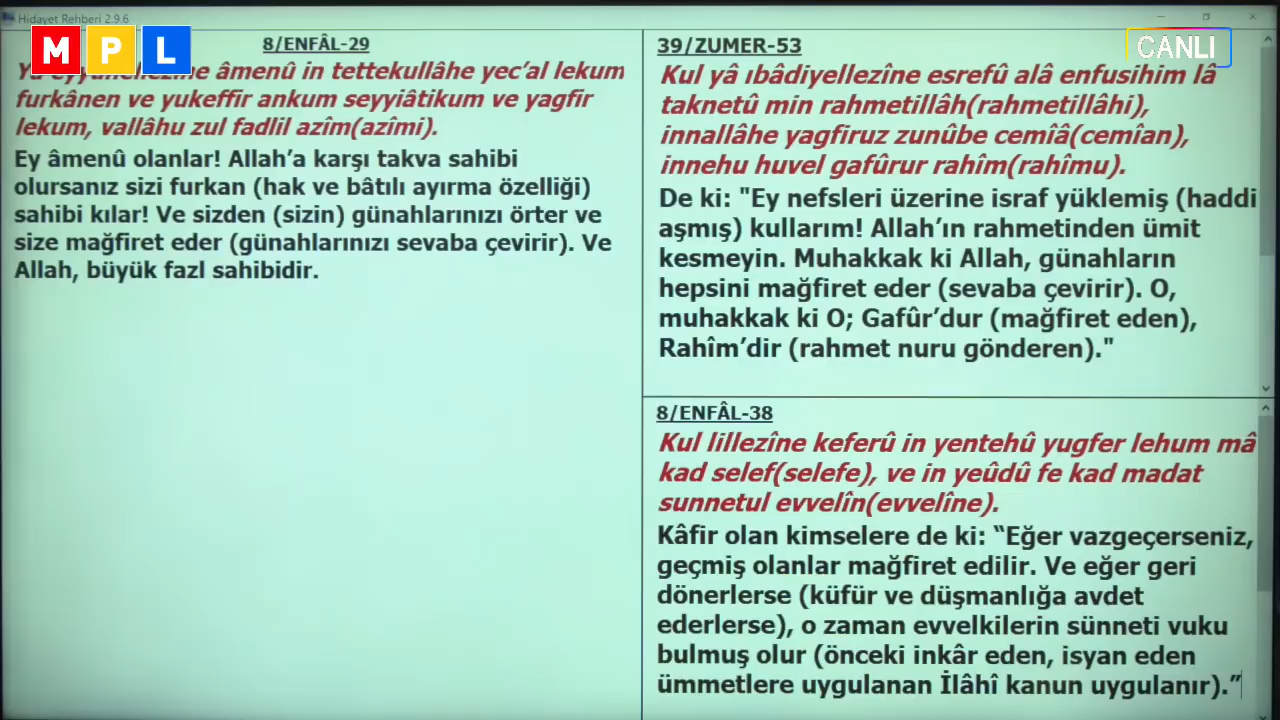 Hidayet Rehberi 2.9.6
M P L
CANLI
8/ENFÂL-29
âmenû in tettekullâhe yec’al lekum
furkânen ve yukeffir ankum seyyiâtikum ve yagfir
lekum, vallâhu zul fadlil azîm(azîmi).
Ey âmenû olanlar! Allah’a karşı takva sahibi
olursanız sizi furkan (hak ve bâtılı ayırma özelliği)
sahibi kılar! Ve sizden (sizin) günahlarınızı örter ve
size mağfiret eder (günahlarınızı sevaba çevirir). Ve
Allah, büyük fazl sahibidir.
39/ZUMER-53
Kul yâ ıbâdiyellezîne esrefû alâ enfusihim lâ
taknetû min rahmetillâh(rahmetillâhi),
innallâhe yagfiruz zunûbe cemîâ(cemîan),
innehu huvel gafûrur rahîm(rahîmu).
De ki: "Ey nefsleri üzerine israf yüklemiş (haddi
aşmış) kullarım! Allah’ın rahmetinden ümit
kesmeyin. Muhakkak ki Allah, günahların
hepsini mağfiret eder (sevaba çevirir). O,
muhakkak ki O; Gafûr’dur (mağfiret eden),
Rahîm’dir (rahmet nuru gönderen)."
8/ENFÂL-38
Kul lillezîne keferû in yentehû yugfer lehum mâ
kad selef(selefe), ve in yeûdû fe kad madat
sunnetul evvelîn(evvelîne).
Kâfir olan kimselere de ki: “Eğer vazgeçerseniz,
geçmiş olanlar mağfiret edilir. Ve eğer geri
dönerlerse (küfür ve düşmanlığa avdet
ederlerse), o zaman evvelkilerin sünneti vuku
bulmuş olur (önceki inkâr eden, isyan eden
ümmetlere uygulanan İlâhî kanun uygulanır).”